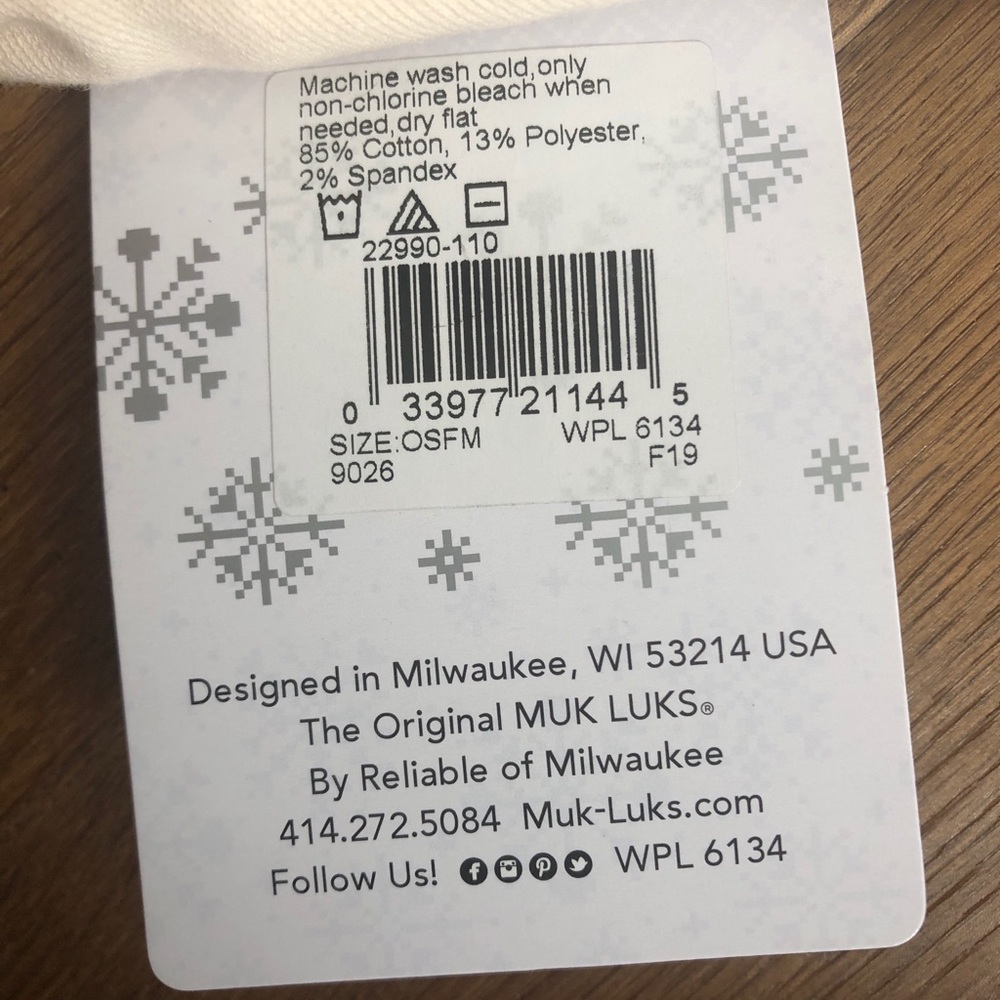 Machine wash cold,only
non-chlorine bleach when
needed,dry flat
85% Cotton, 13% Polyester,
2% Spandex
22990-110
0 33977 21144 5
SIZE:OSFM WPL 6134
9026 F19
Designed in Milwaukee, WI 53214 USA
The Original MUK LUKS®
By Reliable of Milwaukee
414.272.5084 Muk-Luks.com
Follow Us! WPL 6134